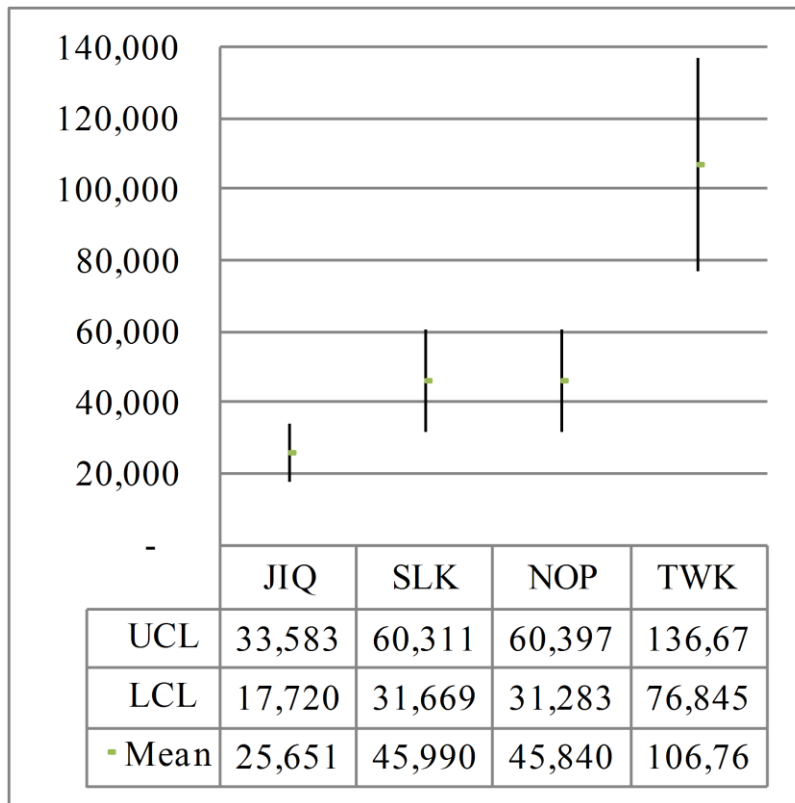 140,000
120,000
100,000
80,000
60,000
40,000
20,000
-
JIQ SLK NOP TWK
UCL 33,583 60,311 60,397 136,67
LCL 17,720 31,669 31,283 76,845
Mean 25,651 45,990 45,840 106,76